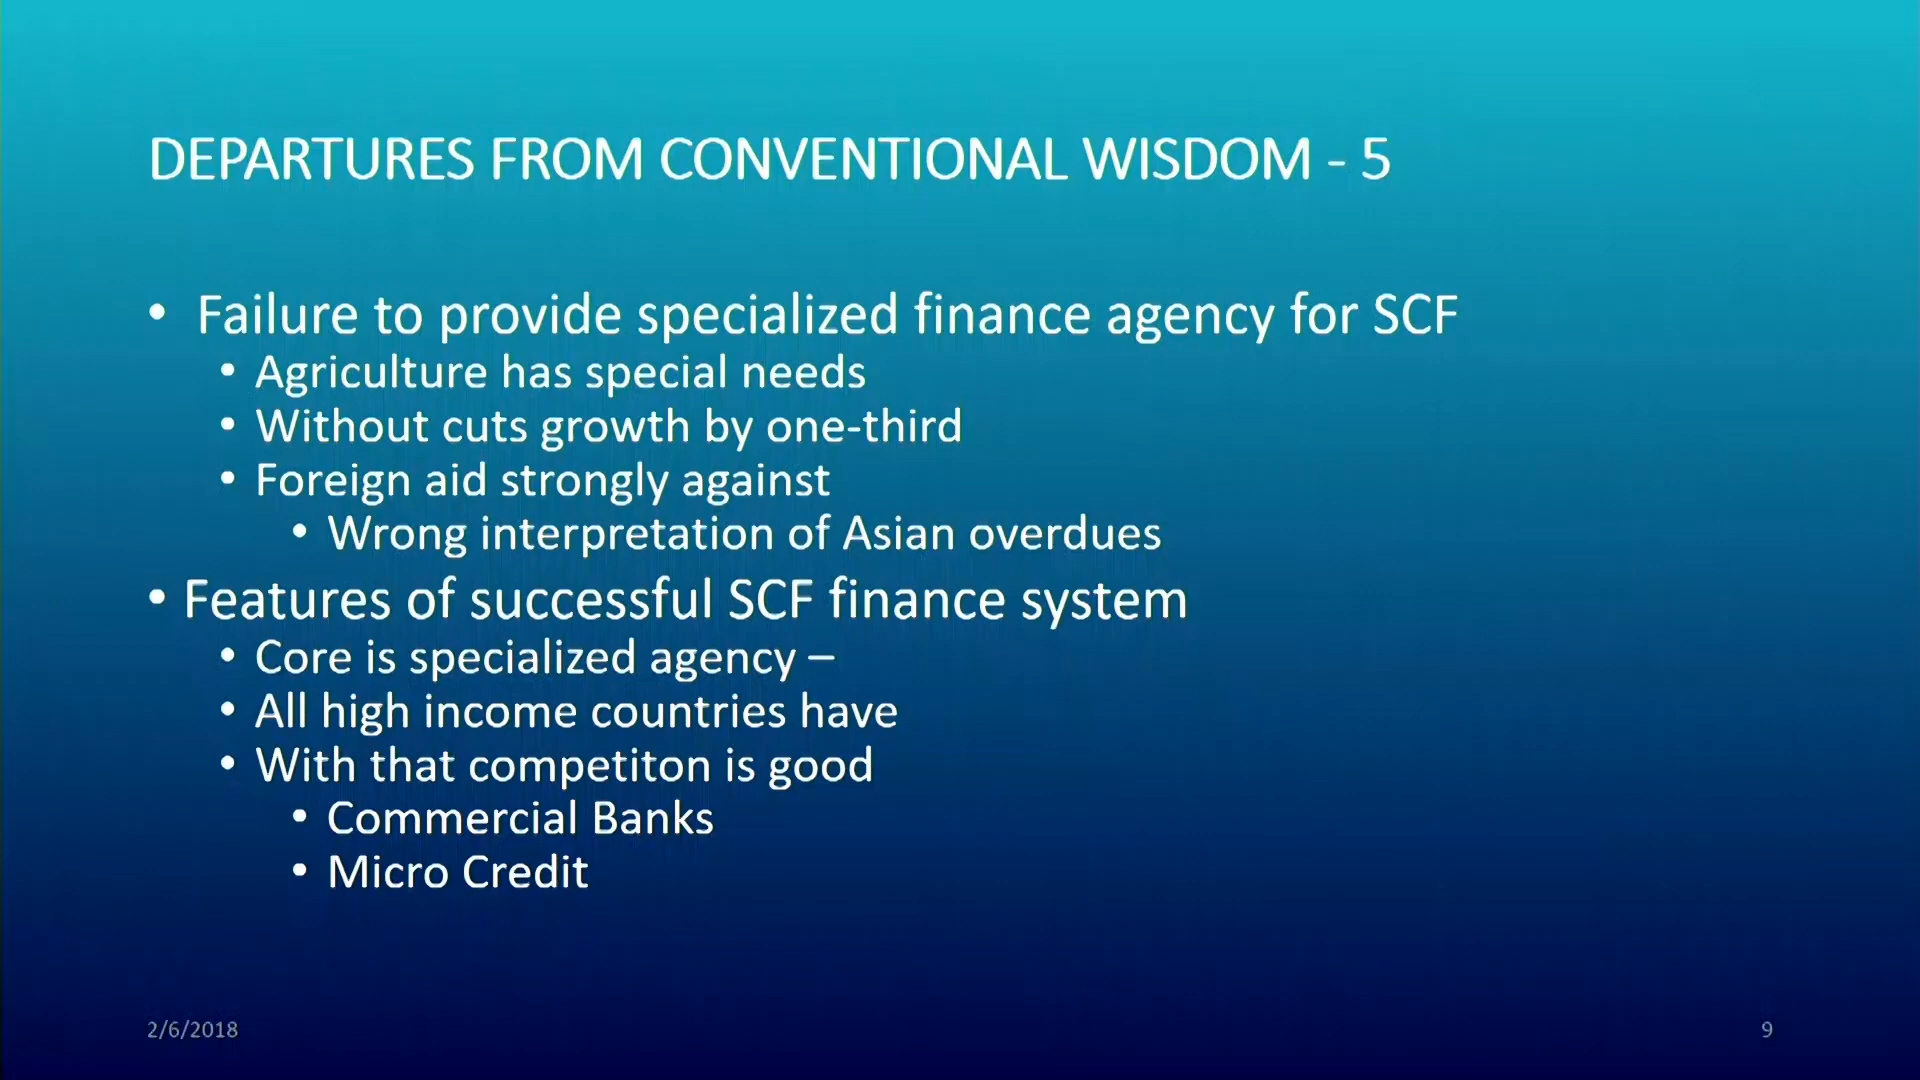 DEPARTURES FROM CONVENTIONAL WISDOM - 5
• Failure to provide specialized finance agency for SCF
• Agriculture has special needs
• Without cuts growth by one-third
• Foreign aid strongly against
• Wrong interpretation of Asian overdues
• Features of successful SCF finance system
• Core is specialized agency –
• All high income countries have
• With that competiton is good
• Commercial Banks
• Micro Credit
2/6/2018
9